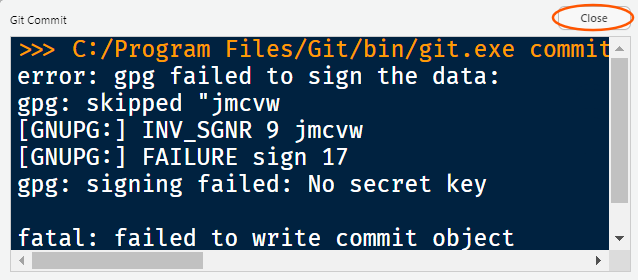 Git Commit
Close
>>> C:/Program Files/Git/bin/git.exe commit
error: gpg failed to sign the data:
gpg: skipped "jmcvw
[GNUPG:] INV_SGNR 9 jmcvw
[GNUPG:] FAILURE sign 17
gpg: signing failed: No secret key
fatal: failed to write commit object